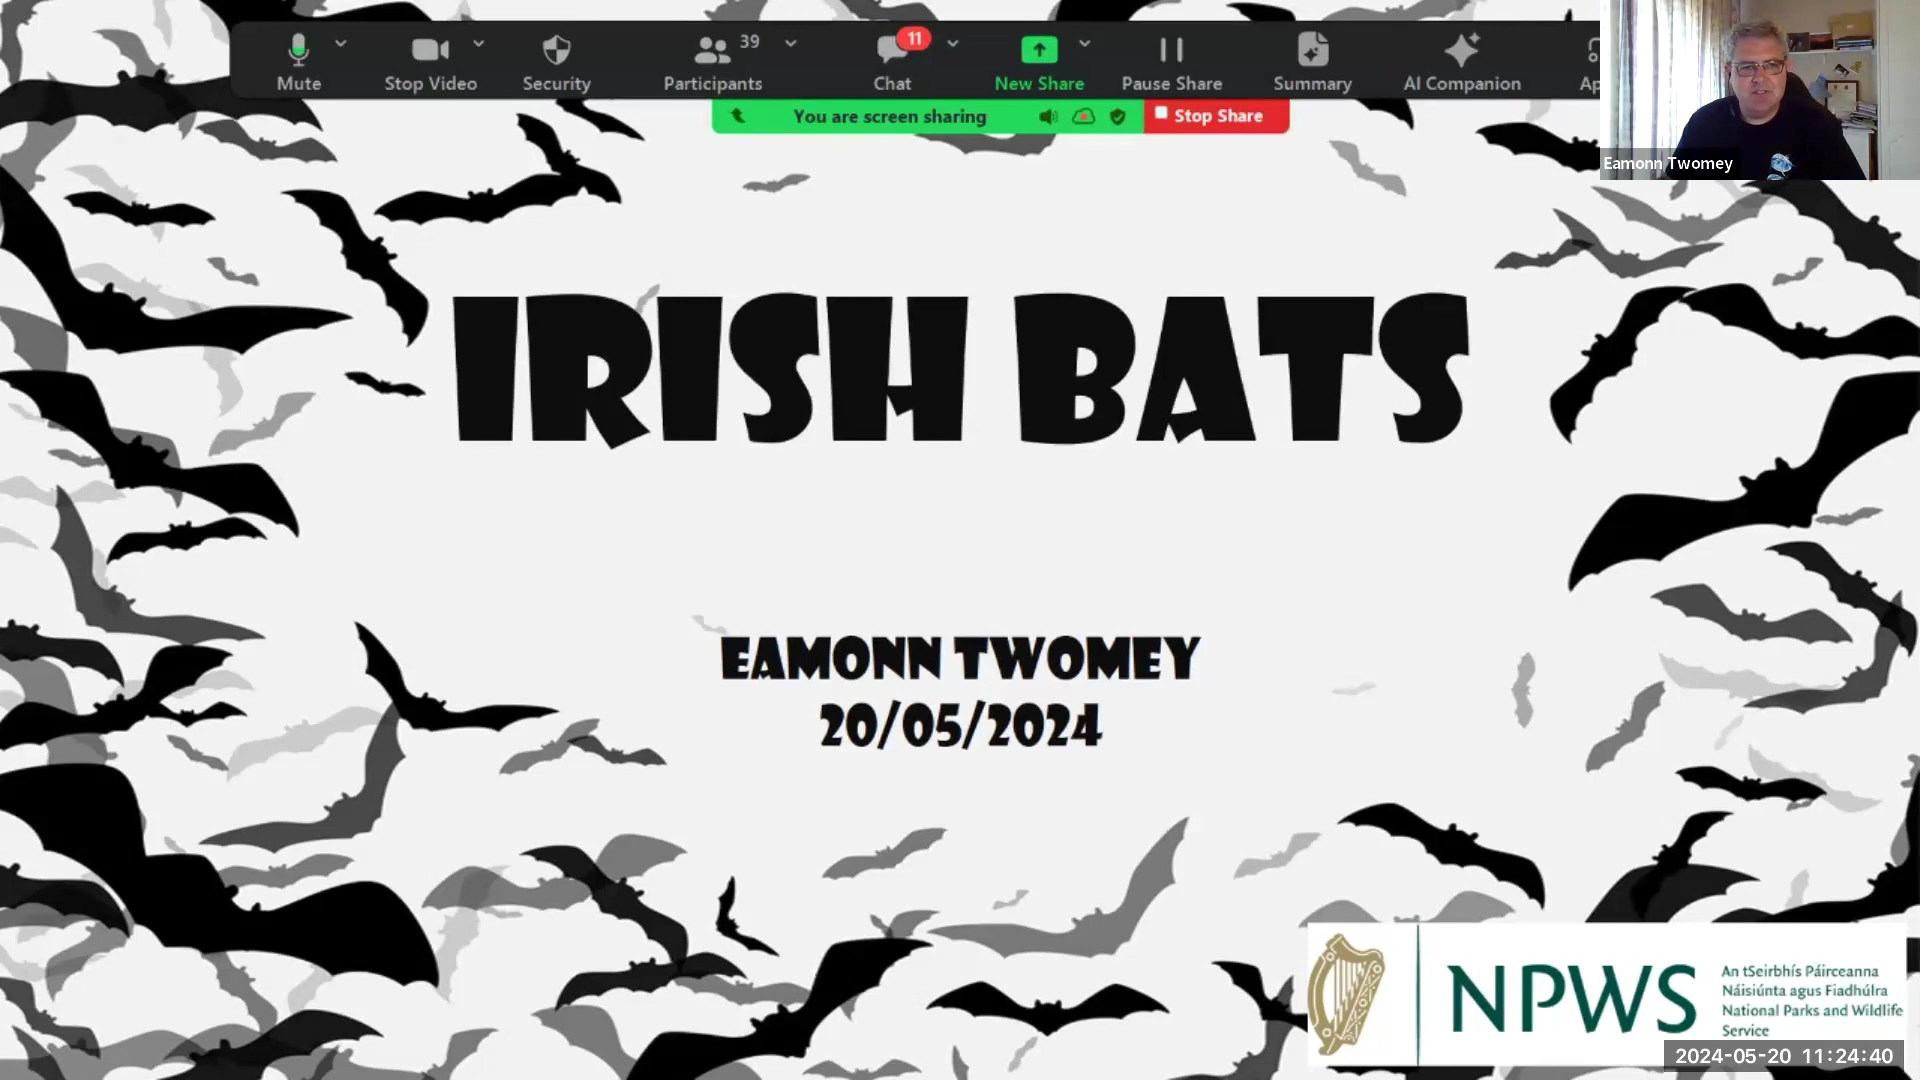 Mute
Stop Video
Security
39
Participants
11
Chat
New Share
Pause Share
Summary
AI Companion
Ap
You are screen sharing
Stop Share
Eamonn Twomey
IRISH BATS
EAMONN TWOMEY
20/05/2024
NPWS
An tSeirbhís Páirceanna
Náisiúnta agus Fiadhúlra
National Parks and Wildlife
Service
2024-05-20 11:24:40